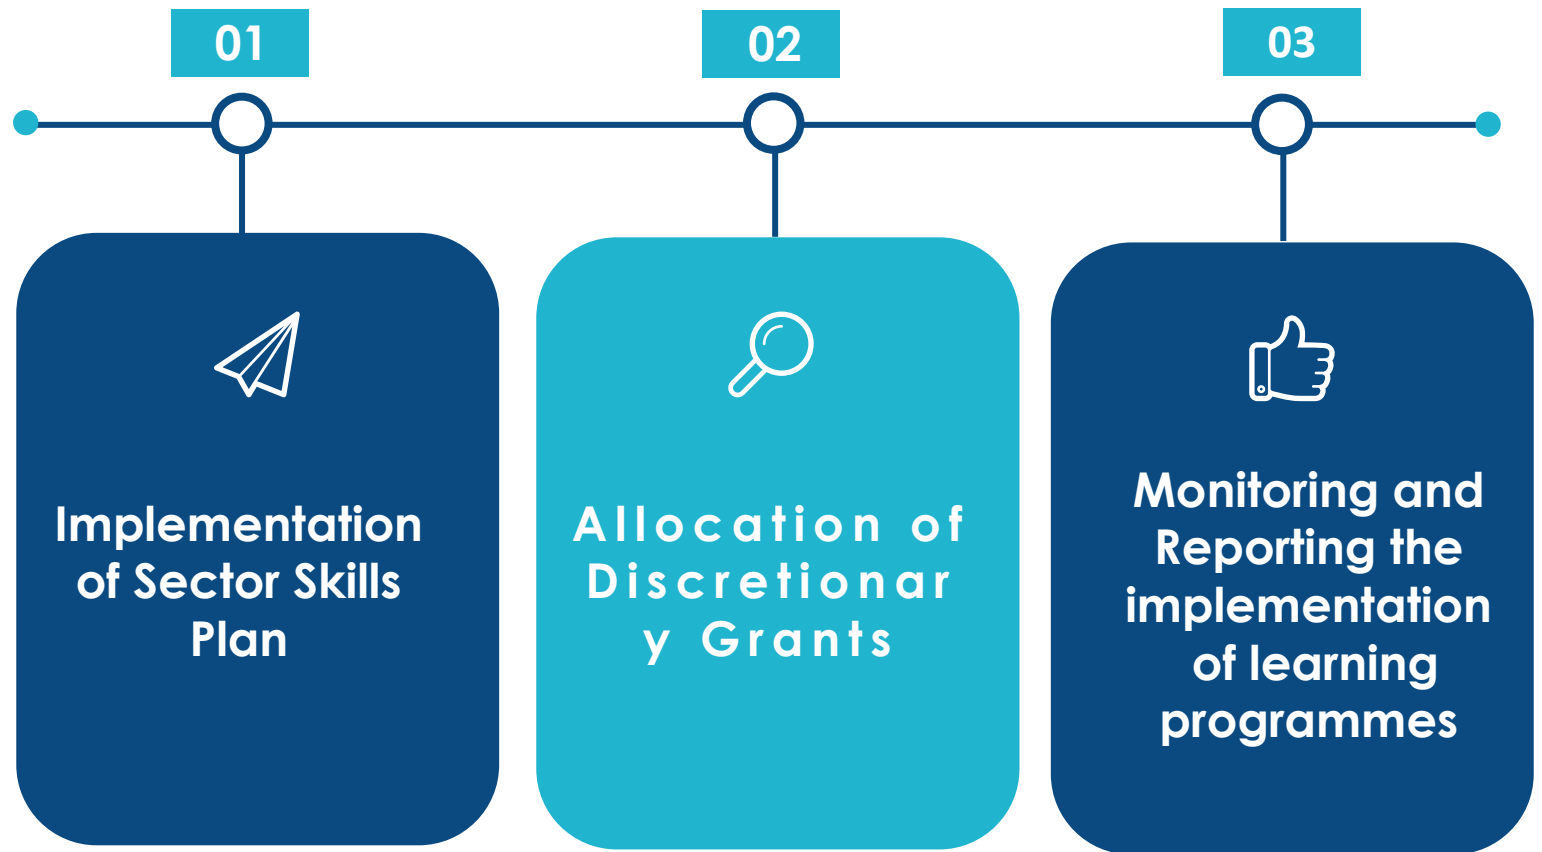 01
Implementation
of Sector Skills
Plan
02
Allocation of
Discretionar
y Grants
03
Monitoring and
Reporting the
implementation
of learning
programmes